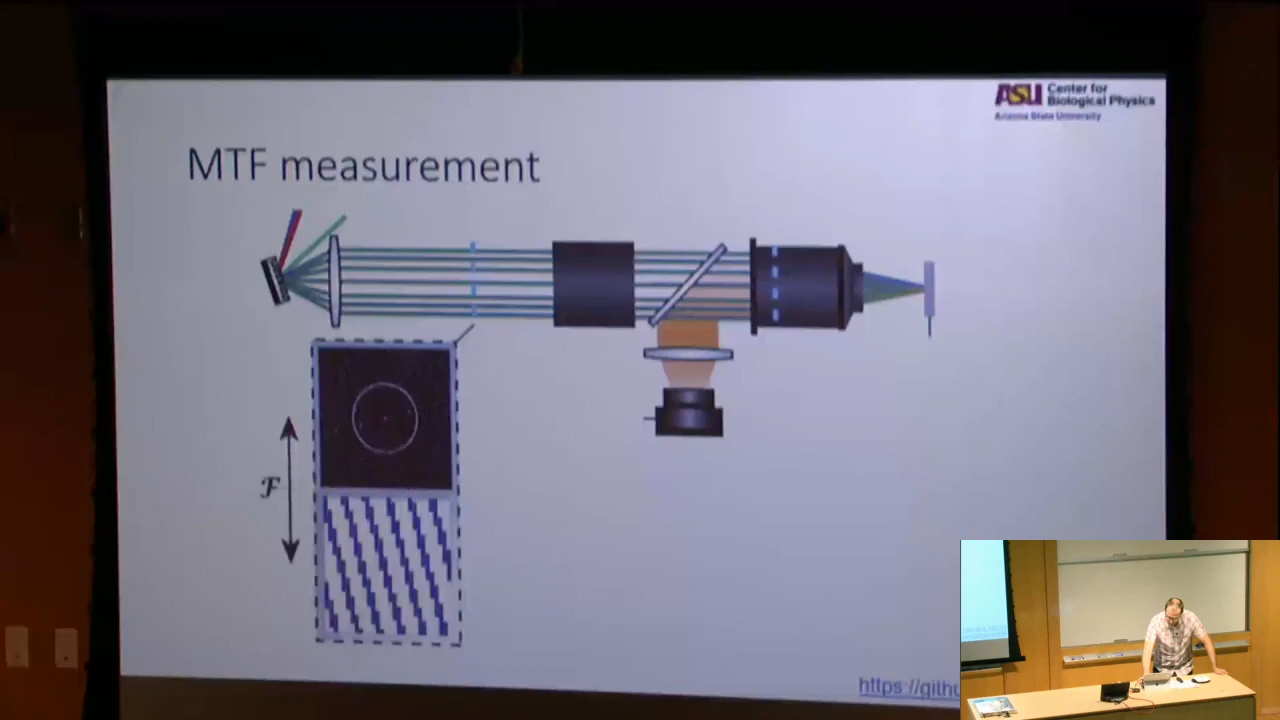 ASU Center for
Biological Physics
Arizona State University
MTF measurement
ℱ
https://githu